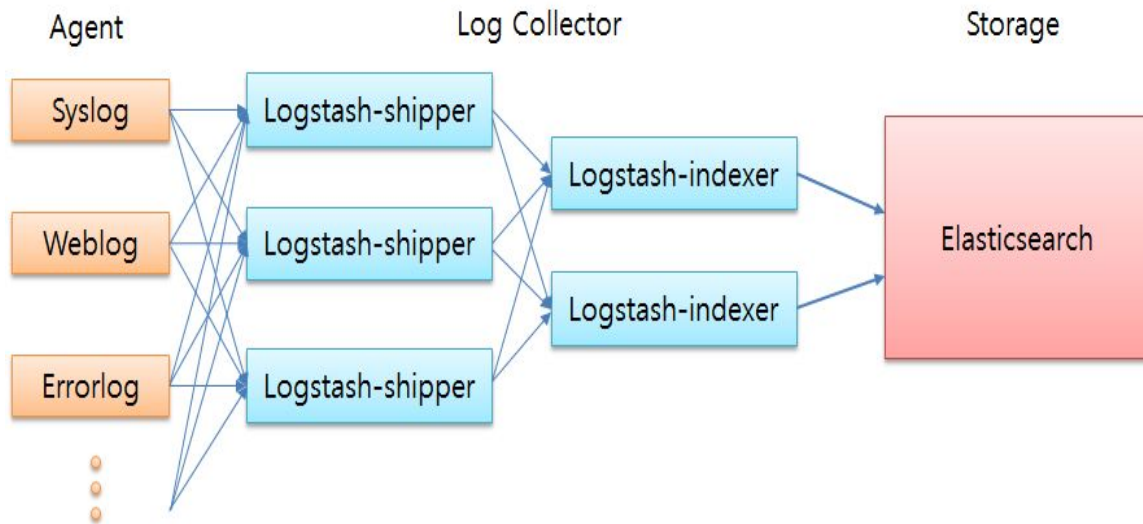 Agent
Log Collector
Storage
Syslog
Logstash-shipper
Logstash-indexer
Weblog
Logstash-shipper
Elasticsearch
Logstash-indexer
Errorlog
Logstash-shipper